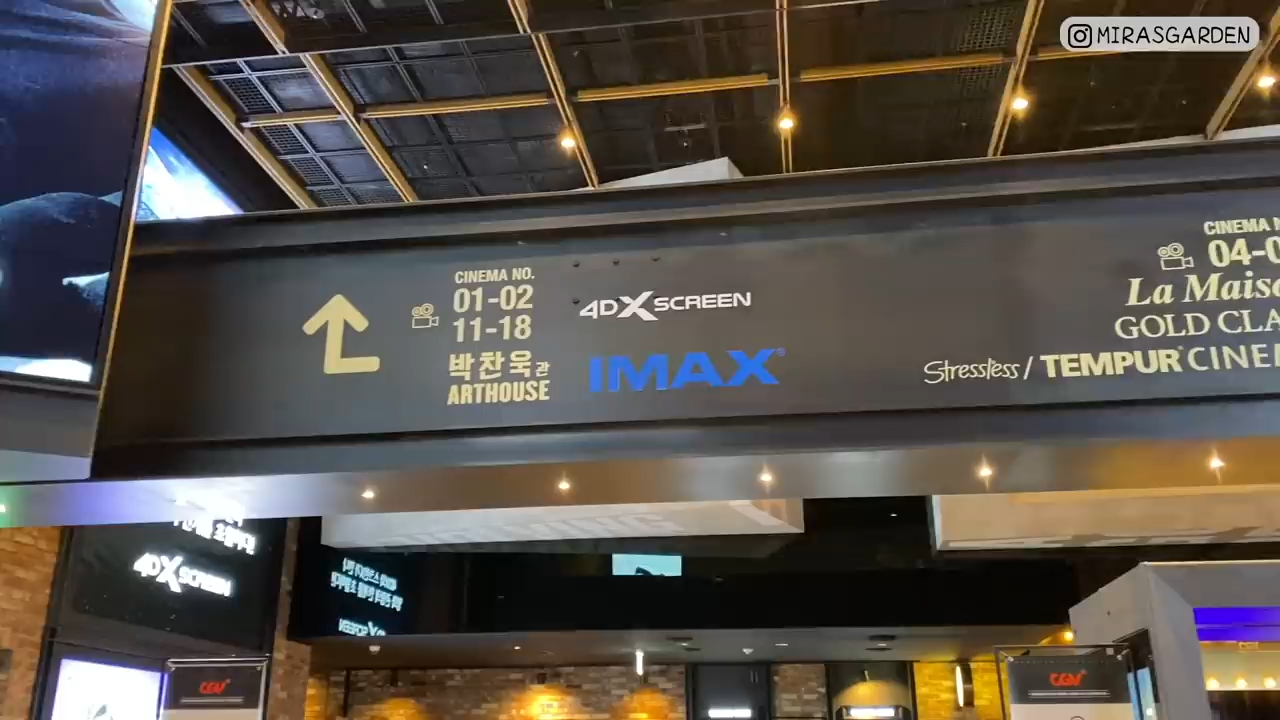 MIRASGARDEN
CINEMA NO.
01-02
11-18
박찬욱관
ARTHOUSE
4DX SCREEN
IMAX®
CINEMA
04-0
La Maiso
GOLD CLA
Stressless / TEMPUR® CINE
4DX SCREEN
CGV
CGV